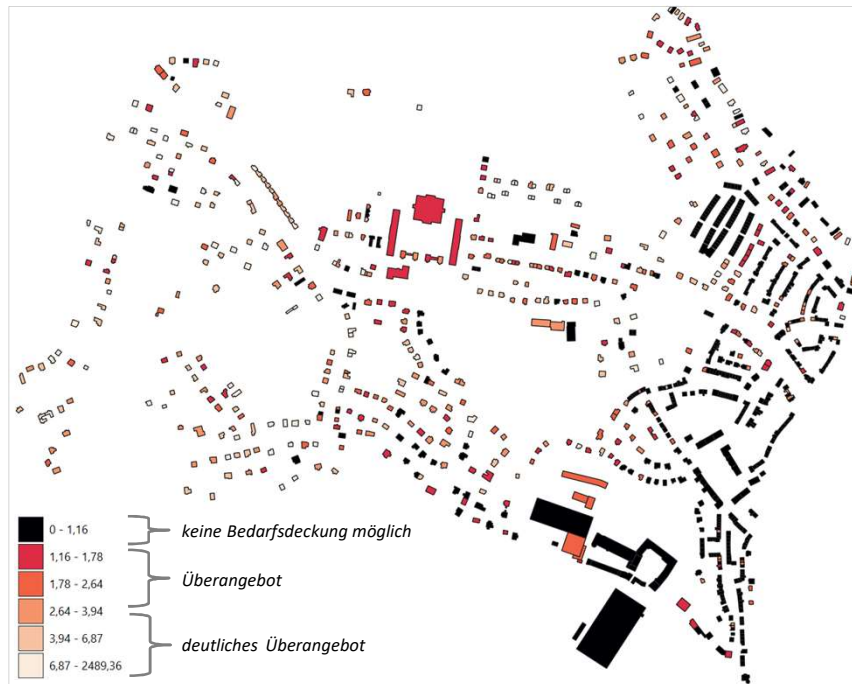 0 - 1,16
keine Bedarfsdeckung möglich
1,16 - 1,78
1,78 - 2,64
Überangebot
2,64 - 3,94
3,94 - 6,87
deutliches Überangebot
6,87 - 2489,36